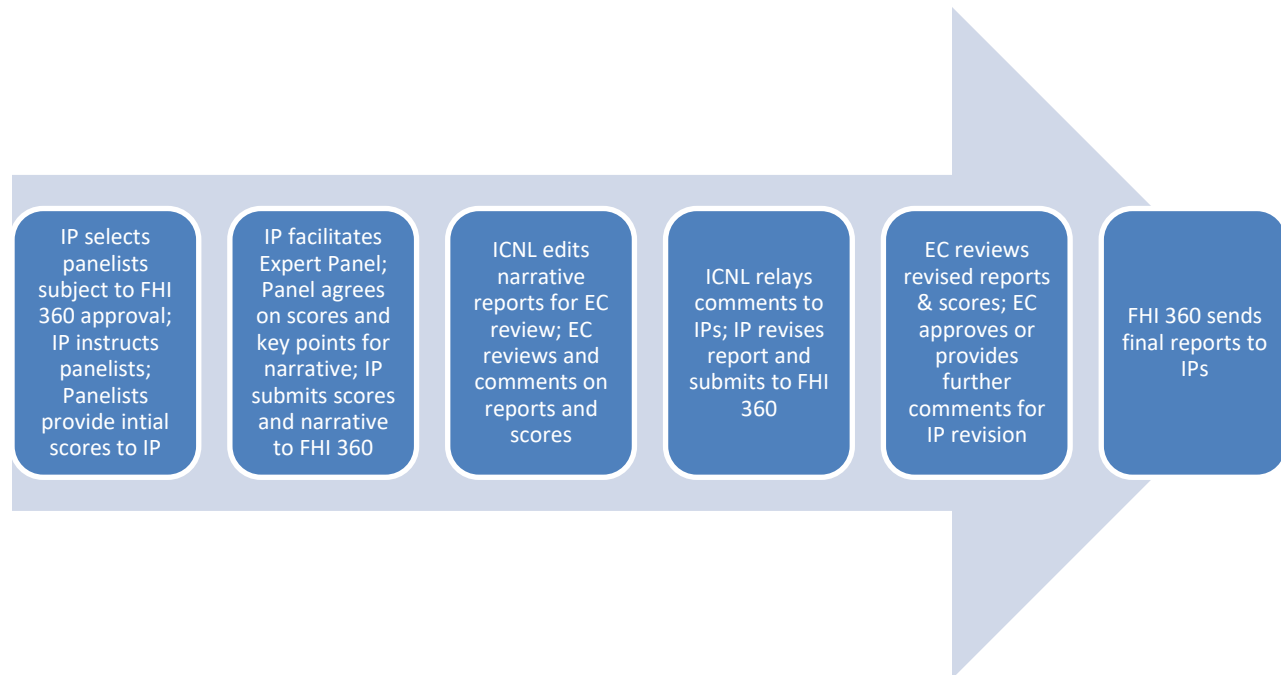 IP selects
panelists
subject to FHI
360 approval;
IP instructs
panelists;
Panelists
provide intial
scores to IP
IP facilitates
Expert Panel;
Panel agrees
on scores and
key points for
narrative; IP
submits scores
and narrative
to FHI 360
ICNL edits
narrative
reports for EC
review; EC
reviews and
comments on
reports and
scores
ICNL relays
comments to
IPs; IP revises
report and
submits to FHI
360
EC reviews
revised reports
& scores; EC
approves or
provides
further
comments for
IP revision
FHI 360 sends
final reports to
IPs